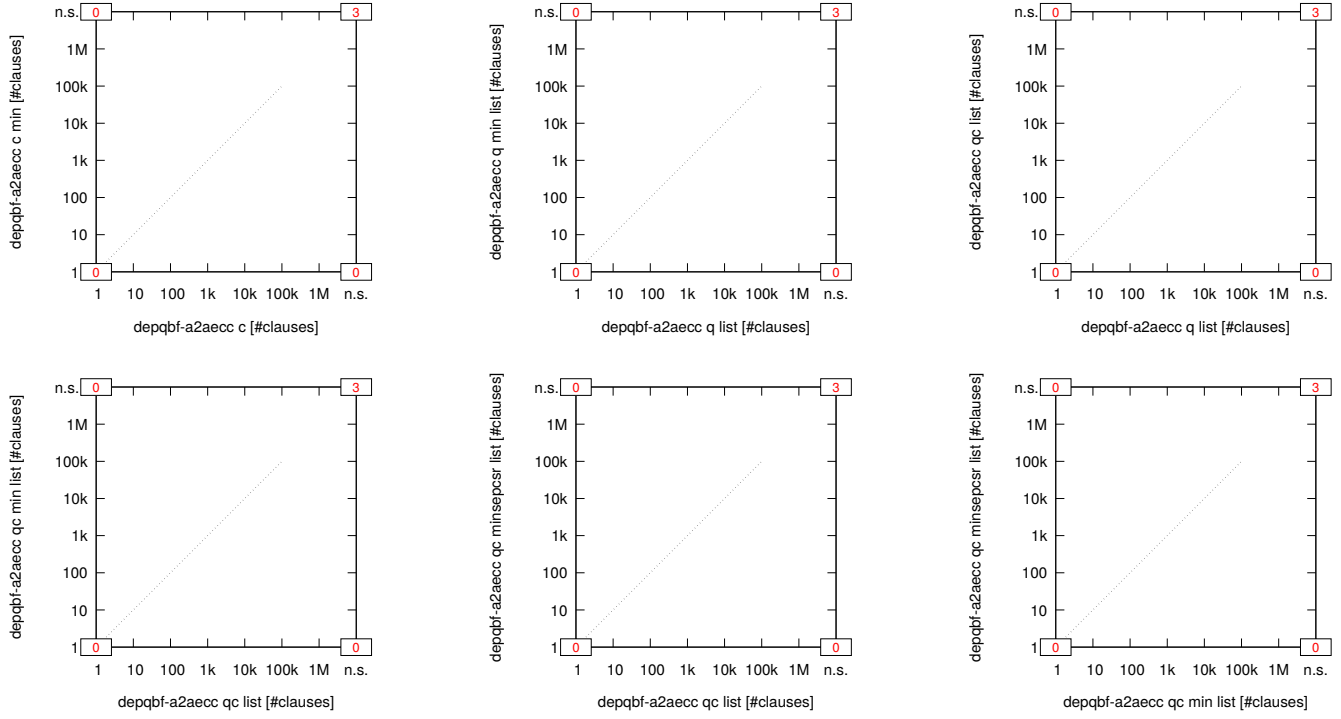 depqbf-a2aecc c min [#clauses]
n.s. 0 3
1M
100k
10k
1k
100
10
1 0 0
1 10 100 1k 10k 100k 1M n.s.
depqbf-a2aecc c [#clauses]
depqbf-a2aecc q min list [#clauses]
n.s. 0 3
1M
100k
10k
1k
100
10
1 0 0
1 10 100 1k 10k 100k 1M n.s.
depqbf-a2aecc q list [#clauses]
depqbf-a2aecc qc list [#clauses]
n.s. 0 3
1M
100k
10k
1k
100
10
1 0 0
1 10 100 1k 10k 100k 1M n.s.
depqbf-a2aecc q list [#clauses]
depqbf-a2aecc qc min list [#clauses]
n.s. 0 3
1M
100k
10k
1k
100
10
1 0 0
1 10 100 1k 10k 100k 1M n.s.
depqbf-a2aecc qc list [#clauses]
depqbf-a2aecc qc minsepcsr list [#clauses]
n.s. 0 3
1M
100k
10k
1k
100
10
1 0 0
1 10 100 1k 10k 100k 1M n.s.
depqbf-a2aecc qc list [#clauses]
depqbf-a2aecc qc minsepcsr list [#clauses]
n.s. 0 3
1M
100k
10k
1k
100
10
1 0 0
1 10 100 1k 10k 100k 1M n.s.
depqbf-a2aecc qc min list [#clauses]